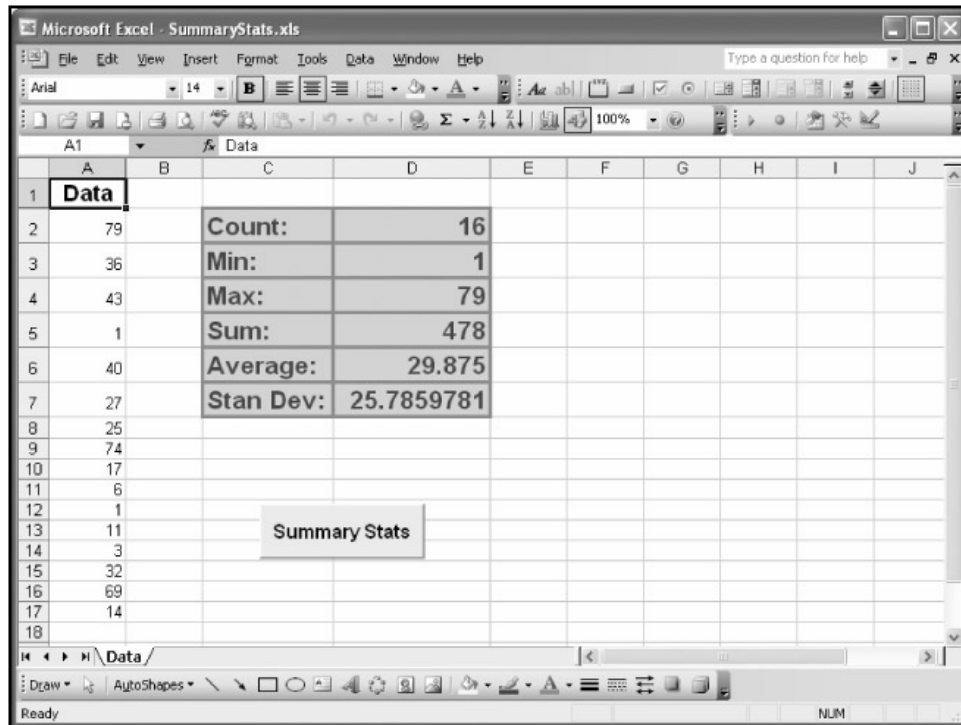 Microsoft Excel - SummaryStats.xls
File Edit View Insert Format Tools Data Window Help Type a question for help
Arial 14 B A Aa ab|
Σ 100%
A1 fx Data
A B C D E F G H I J
1 Data
2 79 Count: 16
3 36 Min: 1
4 43 Max: 79
5 1 Sum: 478
6 40 Average: 29.875
7 27 Stan Dev: 25.7859781
8 25
9 74
10 17
11 6
12 1
13 11 Summary Stats
14 3
15 32
16 69
17 14
18
Data
Draw AutoShapes A
Ready NUM